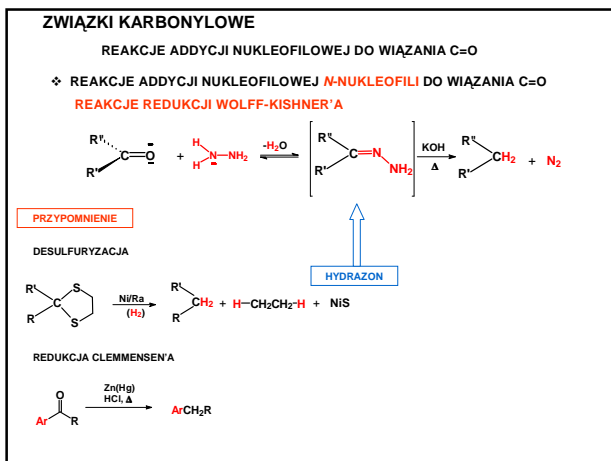 ZWIĄZKI KARBONYLOWE
REAKCJE ADDYCJI NUKLEOFILOWEJ DO WIĄZANIA C=O
❖ REAKCJE ADDYCJI NUKLEOFILOWEJ N-NUKLEOFILI DO WIĄZANIA C=O
REAKCJE REDUKCJI WOLFF-KISHNER'A
R" R' C=O + H H N-NH2 -H2O R" R' C=N NH2 KOH Δ R" R' CH2 + N2
PRZYPOMNIENIE
DESULFURYZACJA
HYDRAZON
R' R C S S Ni/Ra (H2) R' R CH2 + H-CH2CH2-H + NiS
REDUKCJA CLEMMENSEN'A
O Ar R Zn(Hg) HCl, Δ ArCH2R